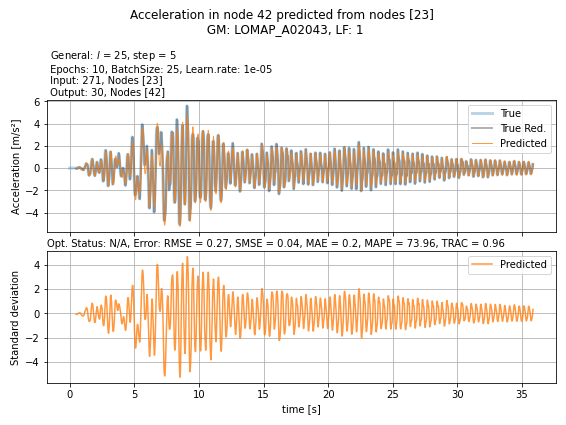 Acceleration in node 42 predicted from nodes [23]
GM: LOMAP_A02043, LF: 1
General: l = 25, step = 5
Epochs: 10, BatchSize: 25, Learn.rate: 1e-05
Input: 271, Nodes [23]
Output: 30, Nodes [42]
Acceleration [m/s²]
6
4
2
0
−2
−4
True
True Red.
Predicted
Opt. Status: N/A, Error: RMSE = 0.27, SMSE = 0.04, MAE = 0.2, MAPE = 73.96, TRAC = 0.96
Standard deviation
4
2
0
−2
−4
Predicted
0 5 10 15 20 25 30 35
time [s]